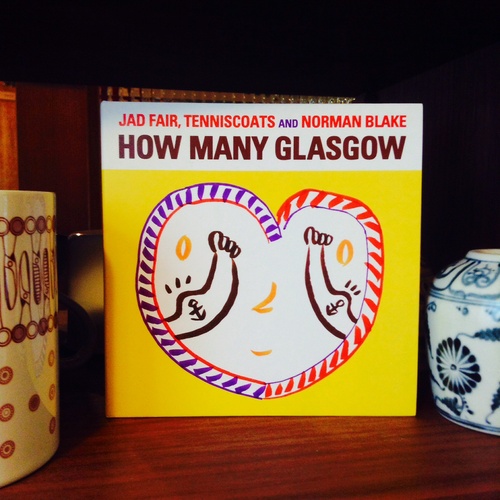 JAD FAIR, TENNISCOATS AND NORMAN BLAKE
HOW MANY GLASGOW